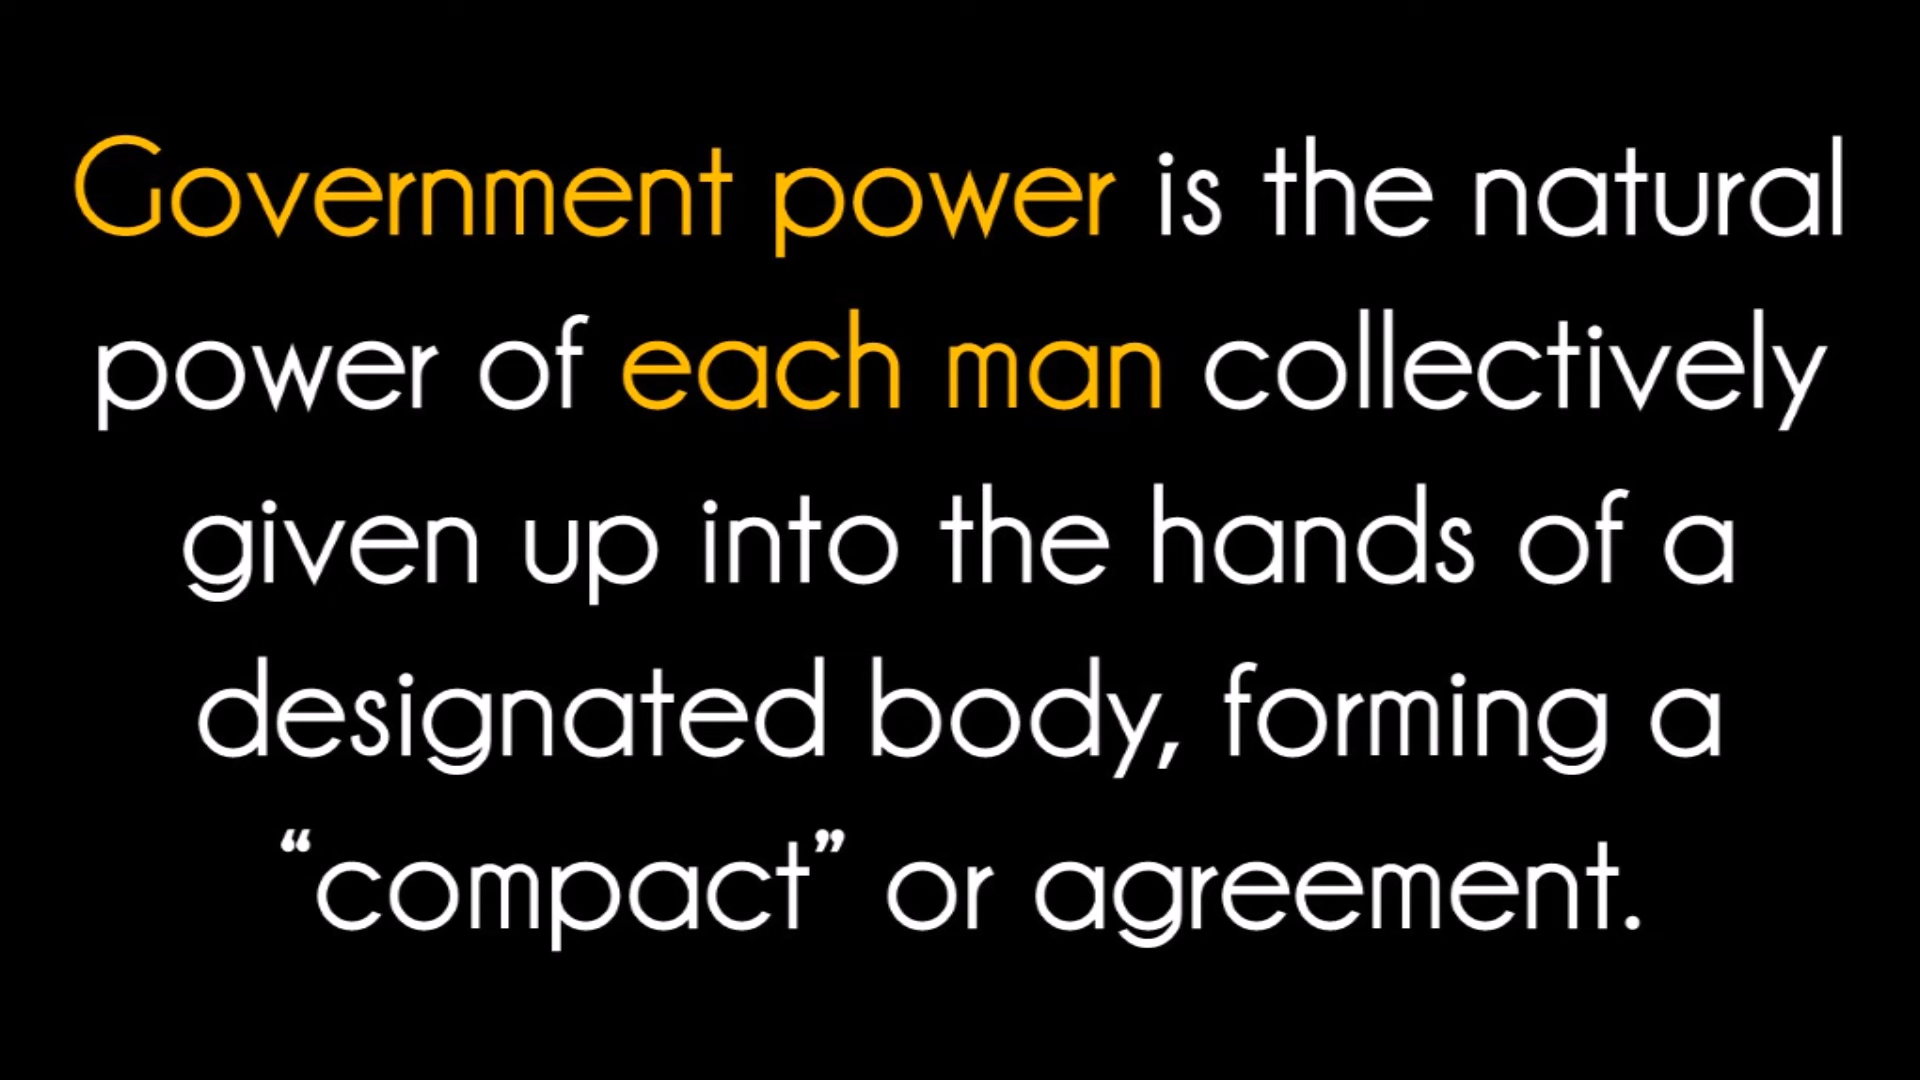 Government power is the natural
power of each man collectively
given up into the hands of a
designated body, forming a
“compact” or agreement.